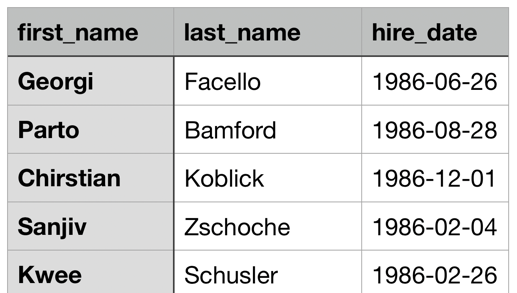 first_name last_name hire_date
Georgi Facello 1986-06-26
Parto Bamford 1986-08-28
Chirstian Koblick 1986-12-01
Sanjiv Zschoche 1986-02-04
Kwee Schusler 1986-02-26